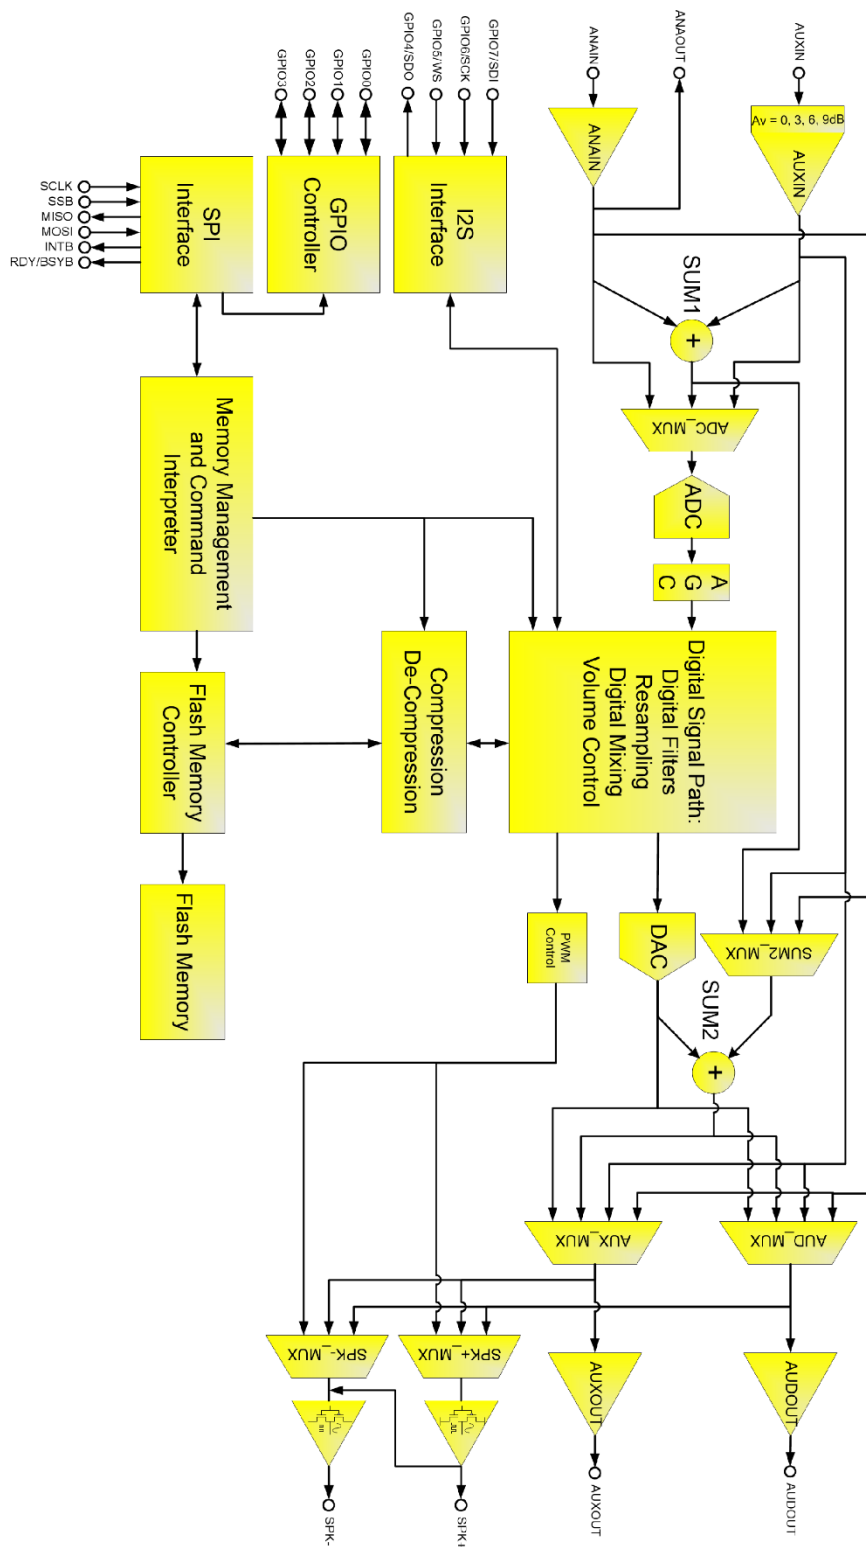 AUXIN
ANAOUT
ANAIN
GPIO7/SDI
GPIO6/SCK
GPIO5/WS
GPIO4/SDO
GPIO0
GPIO1
GPIO2
GPIO3
Av = 0, 3, 6, 9dB
AUXIN
ANAIN
I2S
Interface
GPIO
Controller
SPI
Interface
SCLK
SSB
MISO
MOSI
INTB
RDY/BSYB
SUM1
+
ADC_MUX
ADC
A
G
C
Memory Management
and Command
Interpreter
Digital Signal Path:
Digital Filters
Resampling
Digital Mixing
Volume Control
Compression
De-Compression
Flash Memory
Controller
Flash Memory
PWM
Control
DAC
SUM2_MUX
SUM2
+
AUD_MUX
AUX_MUX
SPK+_MUX
SPK-_MUX
AUDOUT
AUXOUT
AUDOUT
AUXOUT
SPK+
SPK-